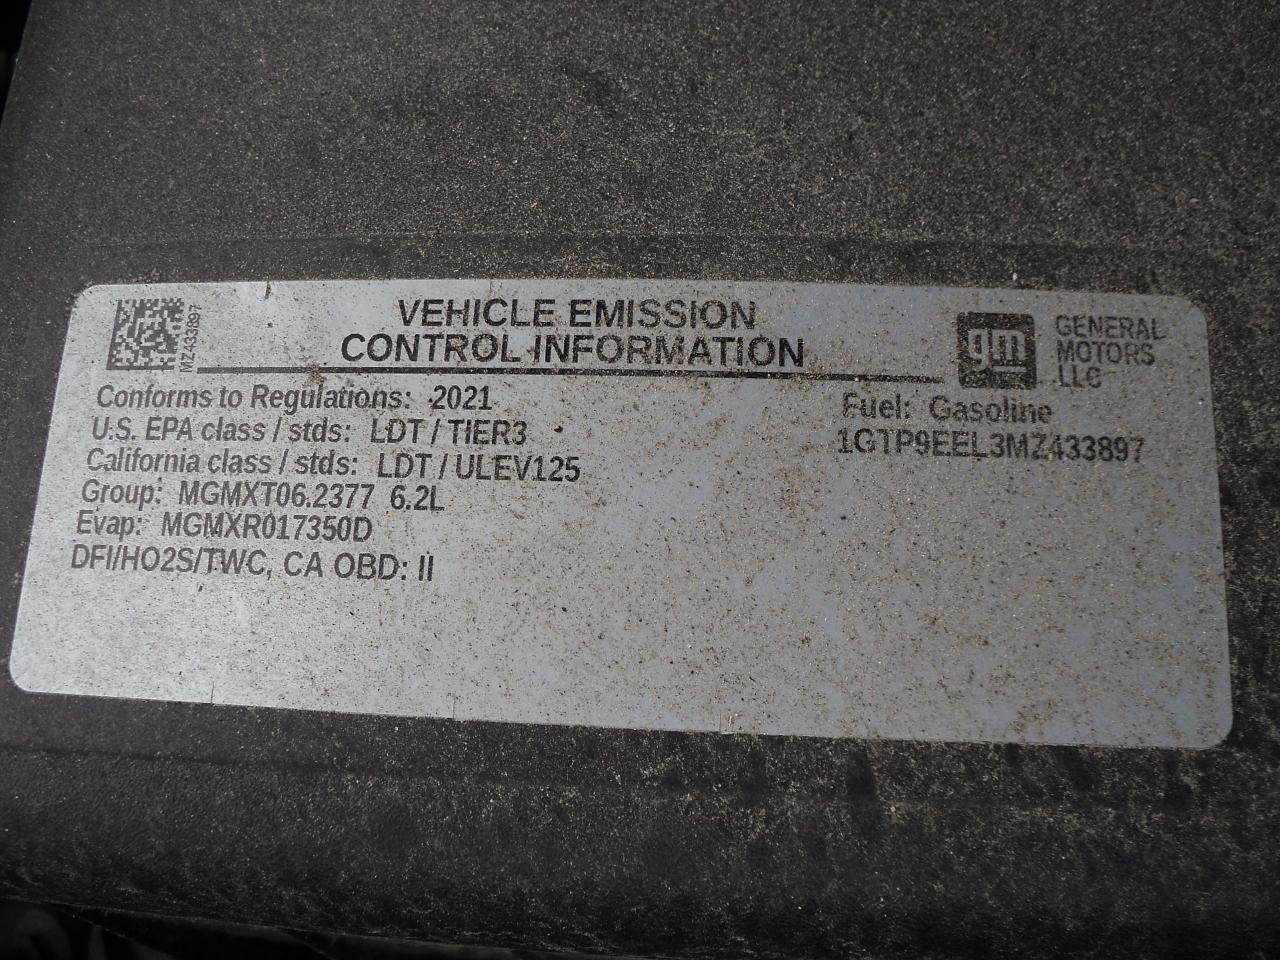 MZ433897
VEHICLE EMISSION
CONTROL INFORMATION
gm
GENERAL
MOTORS
LLC
Conforms to Regulations: 2021
U.S. EPA class / stds: LDT / TIER3
California class / stds: LDT / ULEV125
Group: MGMXT06.2377 6.2L
Evap: MGMXR017350D
DFI/HO2S/TWC, CA OBD: II
Fuel: Gasoline
1GTP9EEL3MZ433897